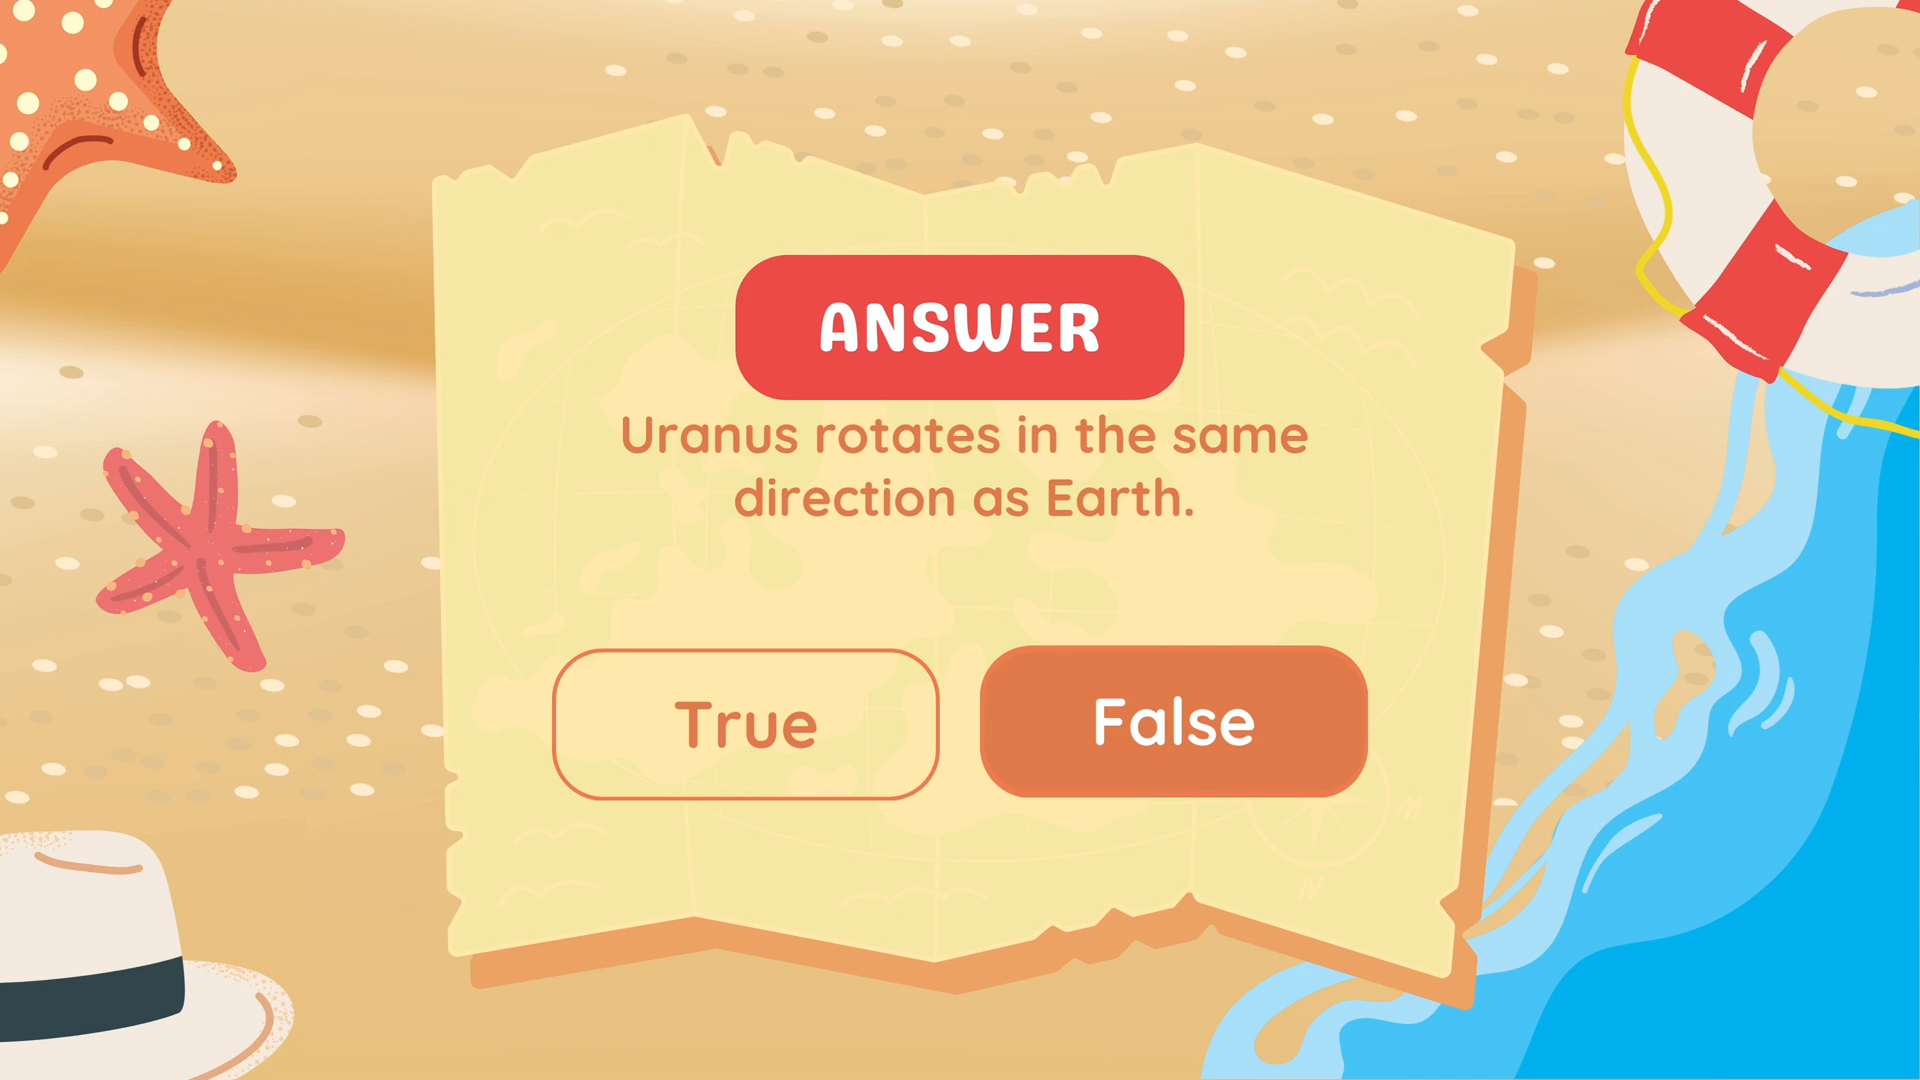 ANSWER
Uranus rotates in the same
direction as Earth.
True
False
M
N